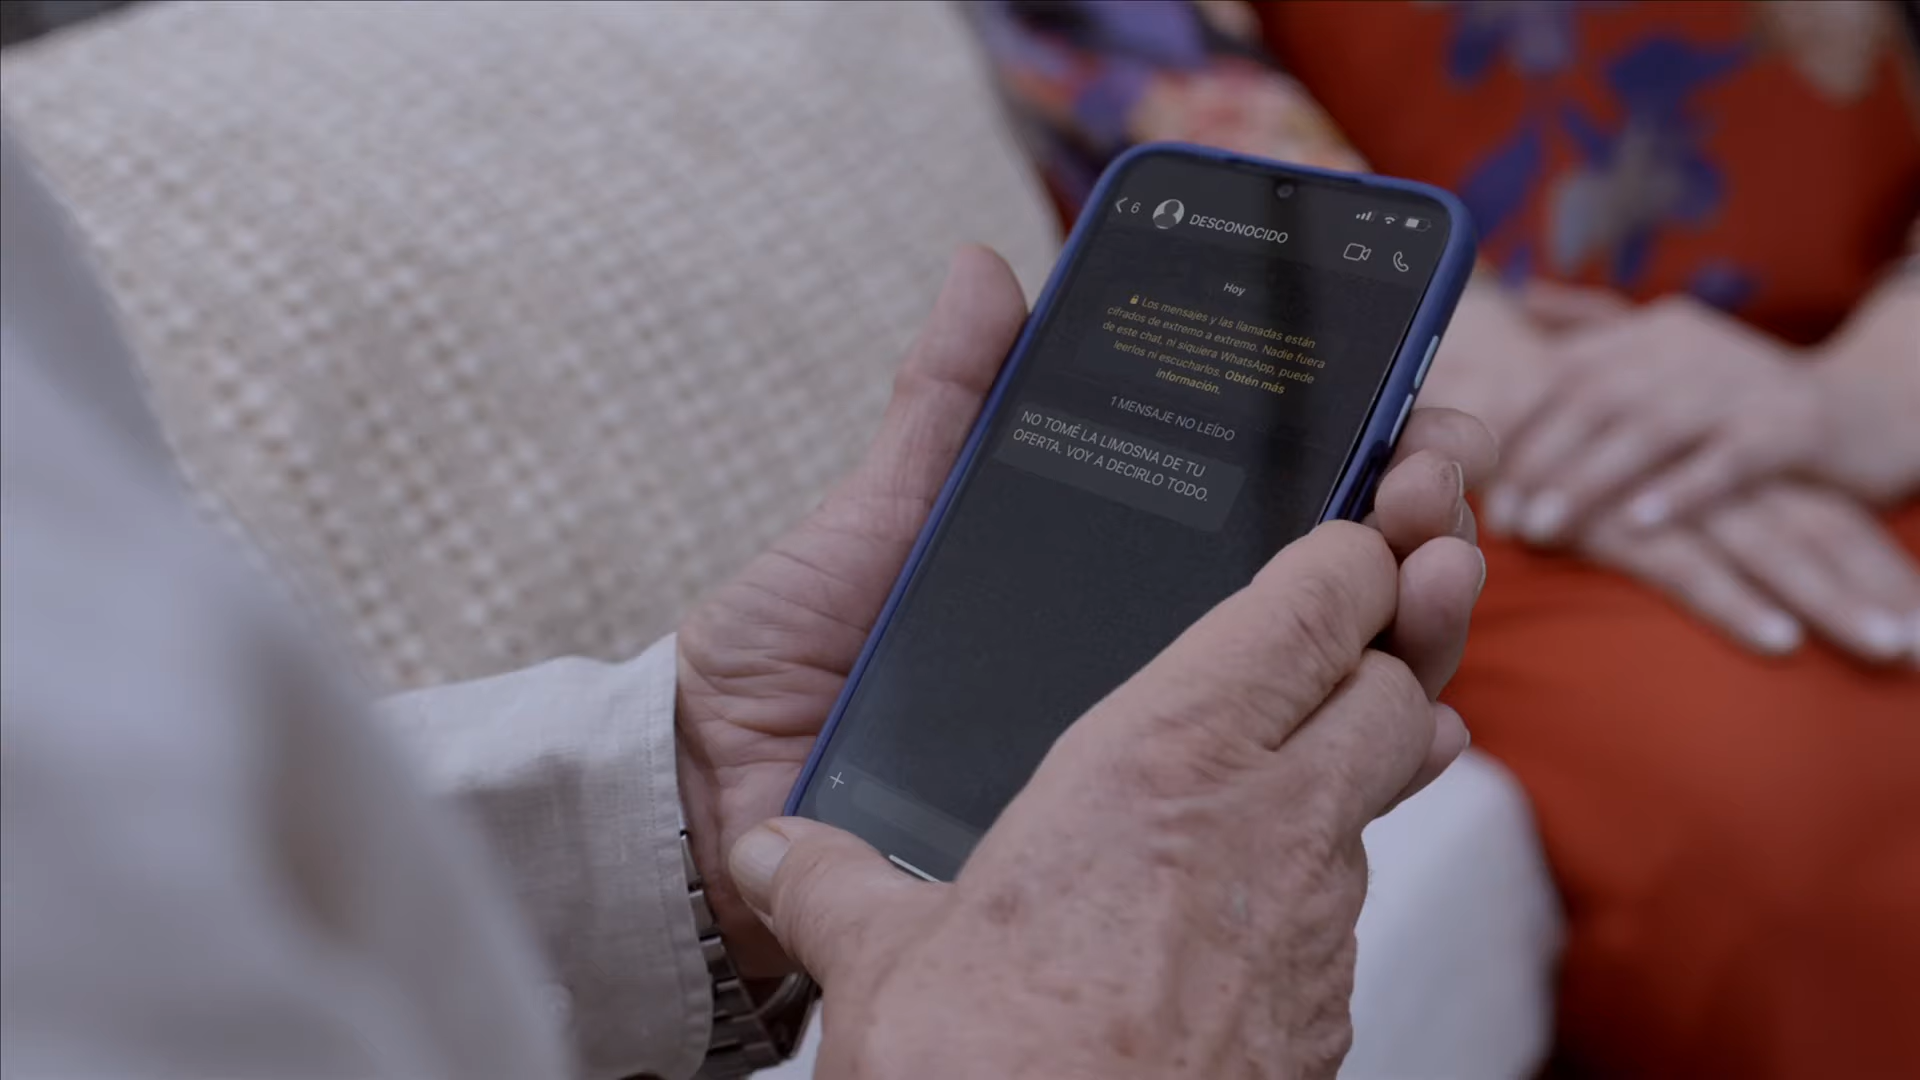 6
DESCONOCIDO
Hoy
Los mensajes y las llamadas están
cifrados de extremo a extremo. Nadie fuera
de este chat, ni siquiera WhatsApp, puede
leerlos ni escucharlos. Obtén más
información.
1 MENSAJE NO LEÍDO
NO TOMÉ LA LIMOSNA DE TU
OFERTA. VOY A DECIRLO TODO.